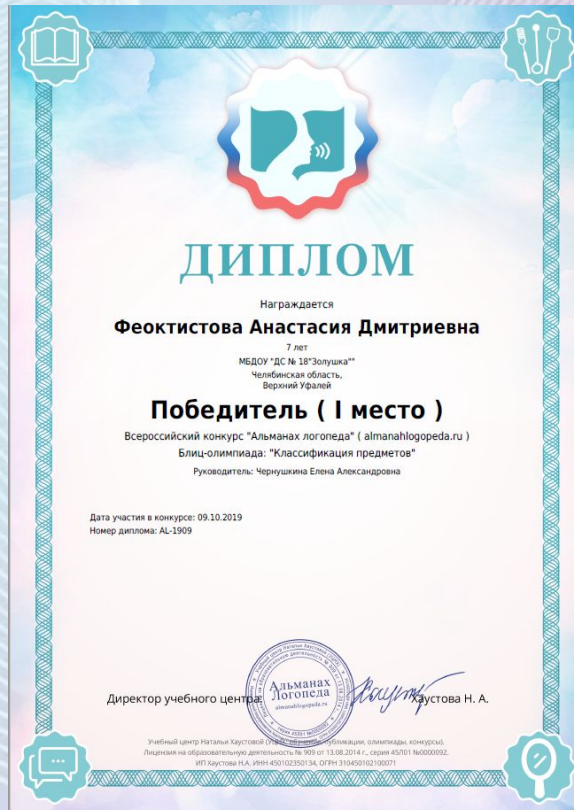 ДИПЛОМ
Награждается
Феоктистова Анастасия Дмитриевна
7 лет
МБДОУ "ДС № 18"Золушка""
Челябинская область,
Верхний Уфалей
Победитель ( I место )
Всероссийский конкурс "Альманах логопеда" ( almanahlogopeda.ru )
Блиц-олимпиада: "Классификация предметов"
Руководитель: Чернушкина Елена Александровна
Дата участия в конкурсе: 09.10.2019
Номер диплома: AL-1909
Альманах
Логопеда
almanahlogopeda.ru
Директор учебного центра: Хаустова Н. А.
Учебный центр Натальи Хаустовой публикации, олимпиады, конкурсы).
Лицензия на образовательную деятельность № 909 от 13.08.2014 г., серия 45Л01 №0000092.
ИП Хаустова Н.А. ИНН 450102350134, ОГРН 310450102100071